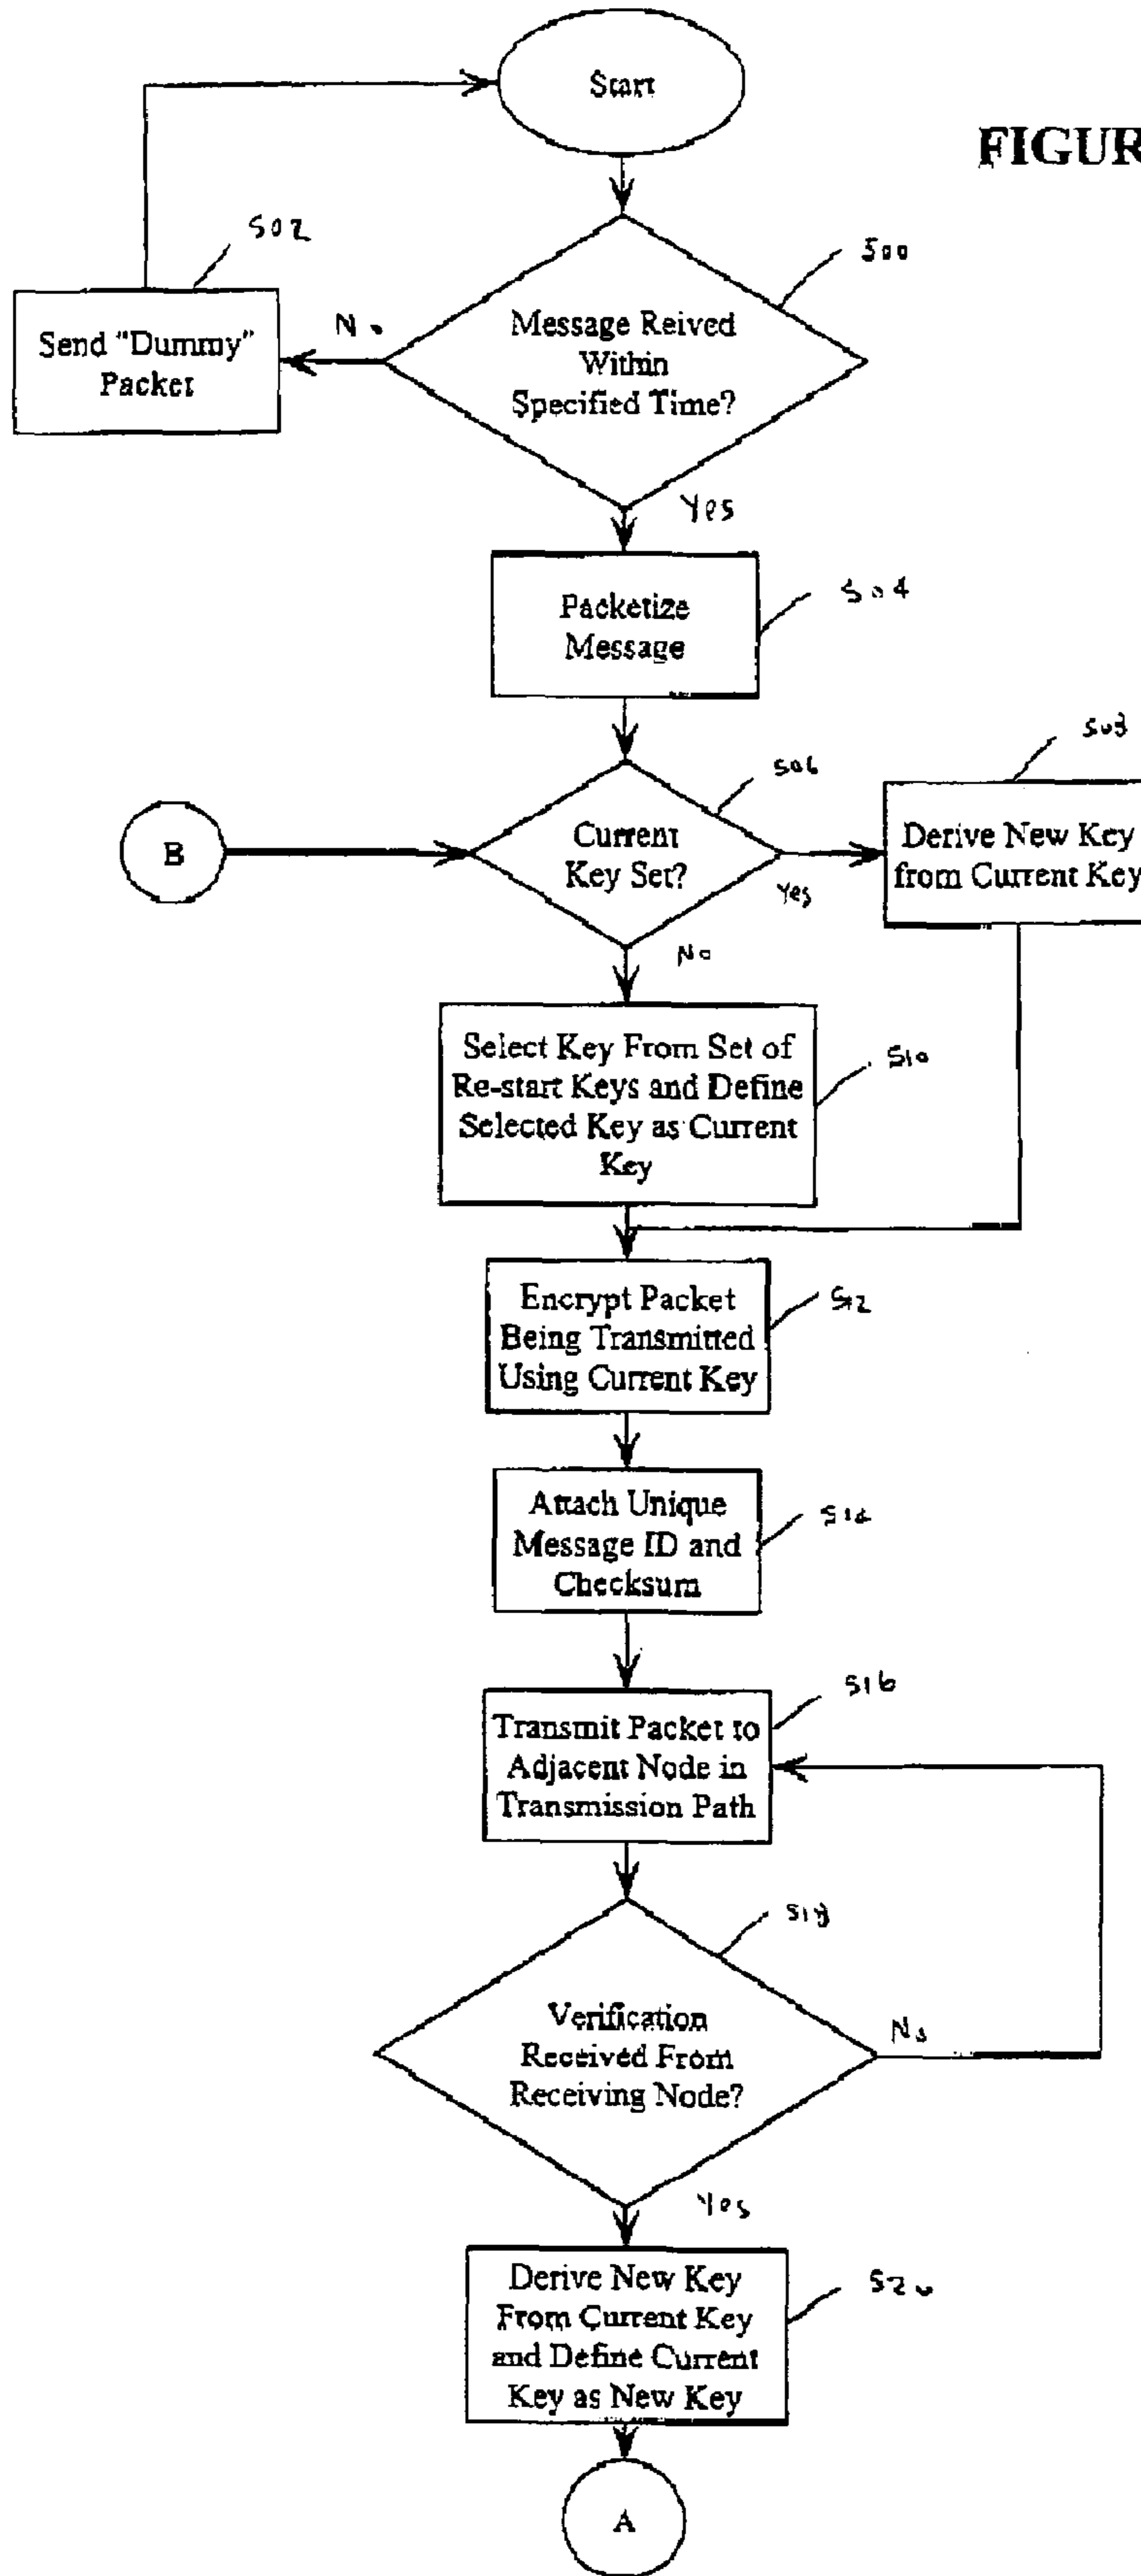 Start
FIGUR
502
500
No
Send "Dummy"
Packet
Message Reived
Within
Specified Time?
Yes
Packetize
Message
504
508
506
B
Current
Key Set?
Yes
Derive New Key
from Current Key
No
Select Key From Set of
Re-start Keys and Define
Selected Key as Current
Key
510
Encrypt Packet
Being Transmitted
Using Current Key
512
Attach Unique
Message ID and
Checksum
514
516
Transmit Packet to
Adjacent Node in
Transmission Path
518
Verification
Received From
Receiving Node?
No
Yes
Derive New Key
From Current Key
and Define Current
Key as New Key
520
A